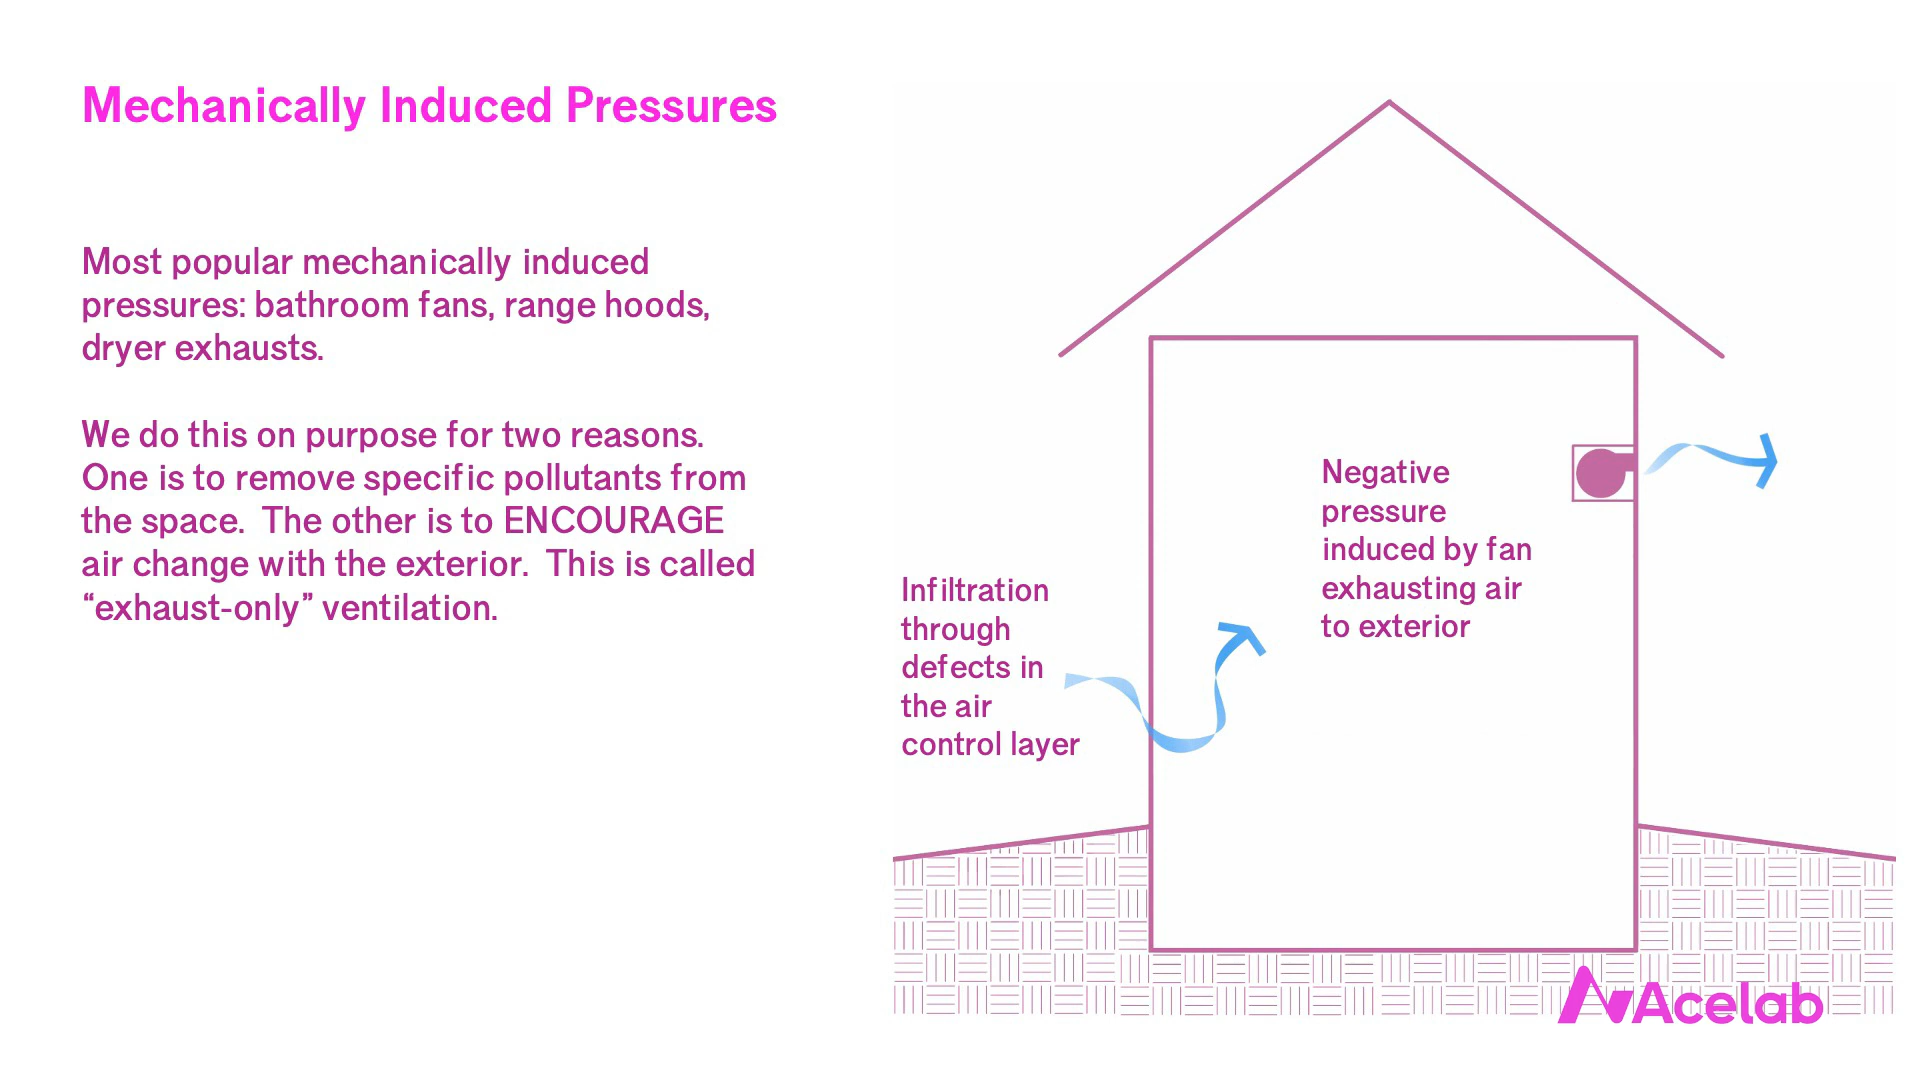 Mechanically Induced Pressures
Most popular mechanically induced
pressures: bathroom fans, range hoods,
dryer exhausts.
We do this on purpose for two reasons.
One is to remove specific pollutants from
the space.  The other is to ENCOURAGE
air change with the exterior.  This is called
“exhaust-only” ventilation.
Infiltration
through
defects in
the air
control layer
Negative
pressure
induced by fan
exhausting air
to exterior
Acelab